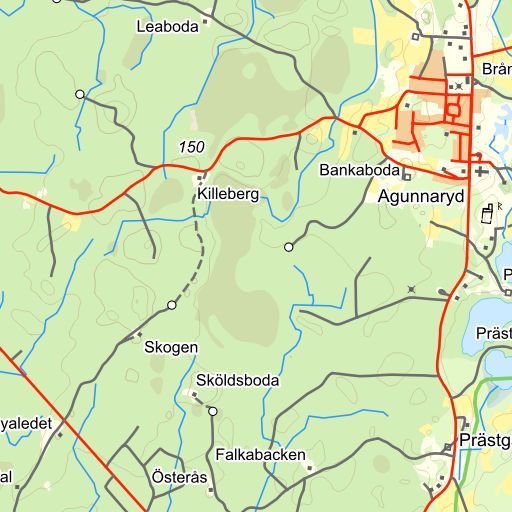 Leaboda
Brån
150
Bankaboda
Killeberg
Agunnaryd
R
P
Präst
Skogen
Sköldsboda
yaledet
Prästg
Falkabacken
al
Österås